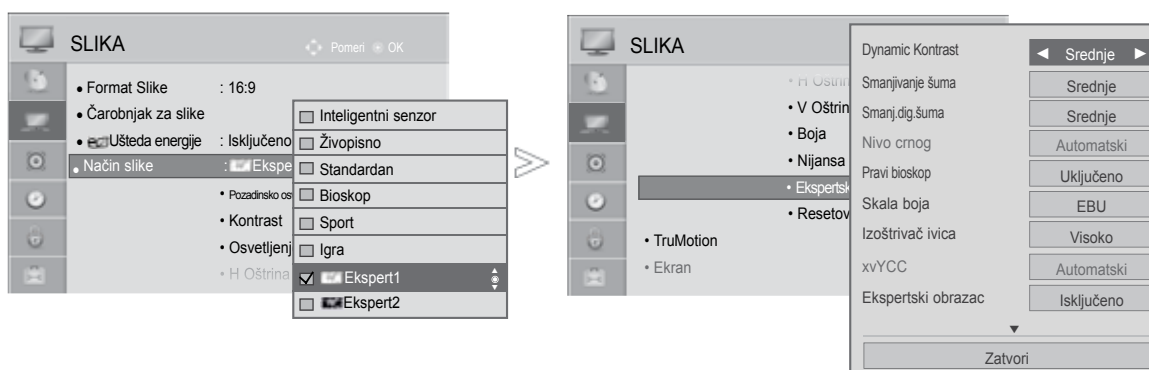 SLIKA
Pomeri OK
• Format Slike : 16:9
• Čarobnjak za slike
• Ušteda energije : Isključeno
• Način slike : Ekspe
• Pozadinsko os
• Kontrast
• Osvetljenj
• H Oštrina
Inteligentni senzor
Živopisno
Standardan
Bioskop
Sport
Igra
Ekspert1
Ekspert2
SLIKA
• H Oštrin
• V Oštrin
• Boja
• Nijansa
• Ekspertsk
• Resetov
• TruMotion
• Ekran
Dynamic Kontrast ◄ Srednje ►
Smanjivanje šuma Srednje
Smanj.dig.šuma Srednje
Nivo crnog Automatski
Pravi bioskop Uključeno
Skala boja EBU
Izoštrivač ivica Visoko
xvYCC Automatski
Ekspertski obrazac Isključeno
▼
Zatvori